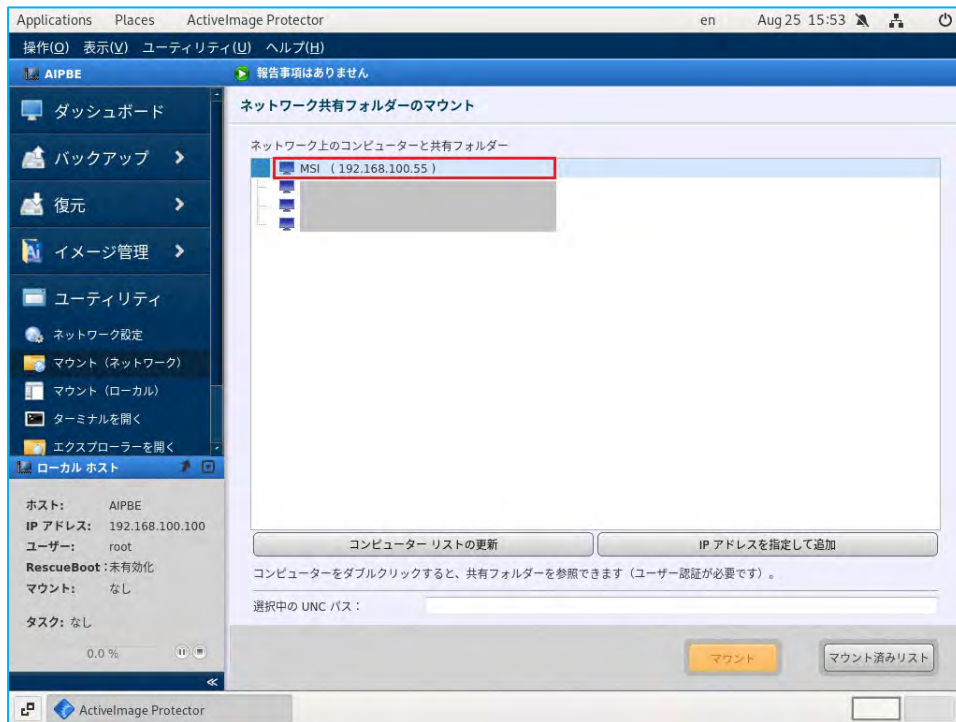 Applications Places ActiveImage Protector en Aug 25 15:53
操作(O) 表示(V) ユーティリティ(U) ヘルプ(H)
AIPBE 報告事項はありません
ダッシュボード
バックアップ
復元
イメージ管理
ユーティリティ
ネットワーク設定
マウント（ネットワーク）
マウント（ローカル）
ターミナルを開く
エクスプローラーを開く
ローカル ホスト
ホスト: AIPBE
IP アドレス: 192.168.100.100
ユーザー: root
RescueBoot:未有効化
マウント: なし
タスク: なし
0.0 %
ネットワーク共有フォルダーのマウント
ネットワーク上のコンピューターと共有フォルダー
MSI （192.168.100.55）
コンピューター リストの更新
IP アドレスを指定して追加
コンピューターをダブルクリックすると、共有フォルダーを参照できます（ユーザー認証が必要です）。
選択中の UNC パス：
マウント
マウント済みリスト
ActiveImage Protector